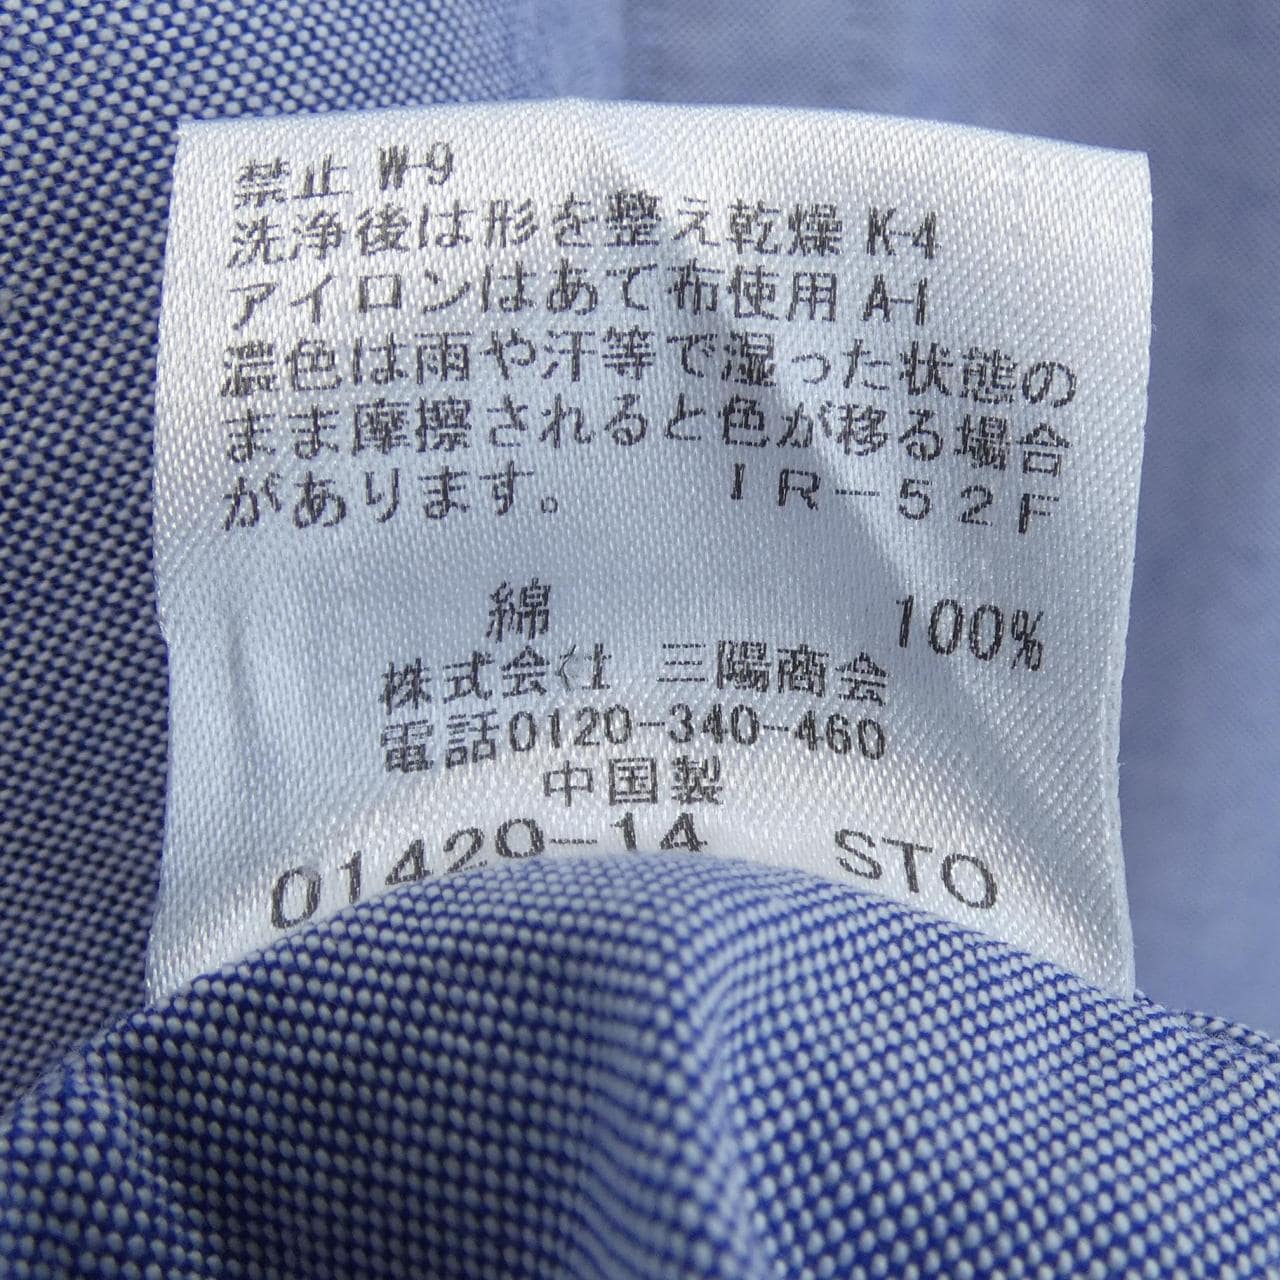 禁止 W-9
洗浄後は形を整え乾燥 K-4
アイロンはあて布使用 A-1
濃色は雨や汗等で湿った状態の
まま摩擦されると色が移る場合
があります。 IR-52F
綿 100%
株式会社 三陽商会
電話0120-340-460
中国製
01429-14 STO